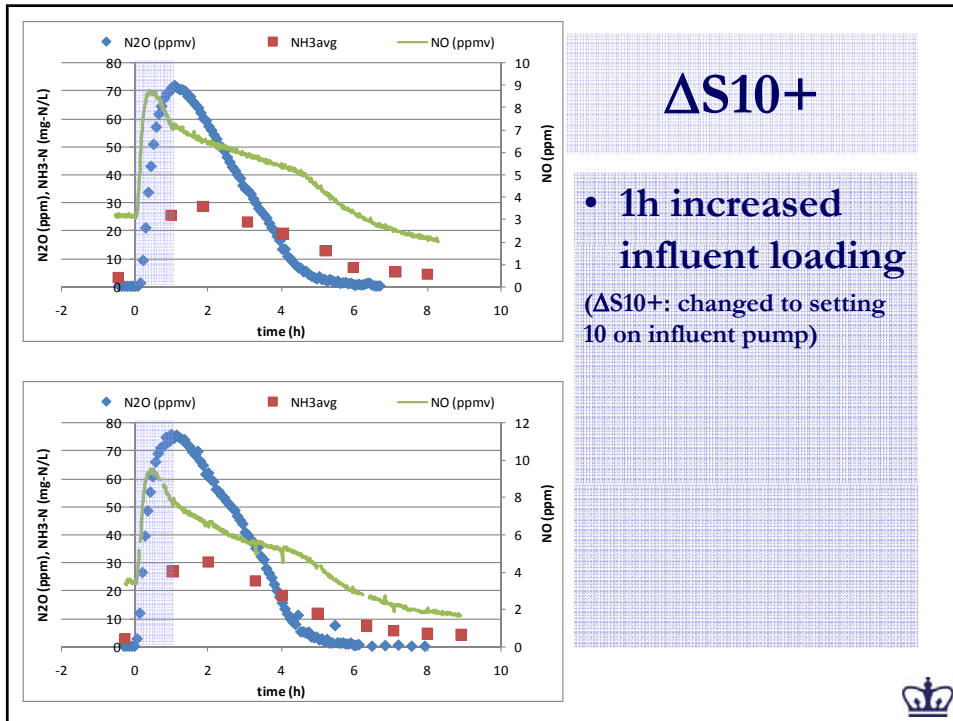 N2O (ppmv) NH3avg NO (ppmv)
80 10
70 9
60 8
50 7
40 6
30 5
20 4
10 3
0 2
1
0
-2 0 2 4 6 8 10
time (h)
N2O (ppm), NH3-N (mg-N/L)
NO (ppm)
N2O (ppmv) NH3avg NO (ppmv)
80 12
70 10
60 8
50 6
40 4
30 2
20 0
10
0
-2 0 2 4 6 8 10
time (h)
N2O (ppm), NH3-N (mg-N/L)
NO (ppm)
ΔS10+
• 1h increased
influent loading
(ΔS10+: changed to setting
10 on influent pump)